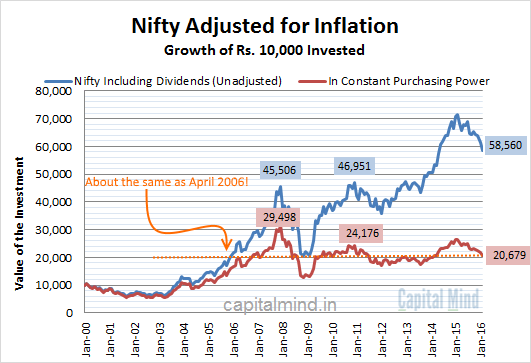 Nifty Adjusted for Inflation
Growth of Rs. 10,000 Invested
Nifty Including Dividends (Unadjusted) In Constant Purchasing Power
Value of the Investment
80,000
70,000
60,000
50,000
40,000
30,000
20,000
10,000
0
58,560
45,506
46,951
About the same as April 2006!
29,498
24,176
20,679
capitalmind.in
Capital Mind
Jan-00
Jan-01
Jan-02
Jan-03
Jan-04
Jan-05
Jan-06
Jan-07
Jan-08
Jan-09
Jan-10
Jan-11
Jan-12
Jan-13
Jan-14
Jan-15
Jan-16